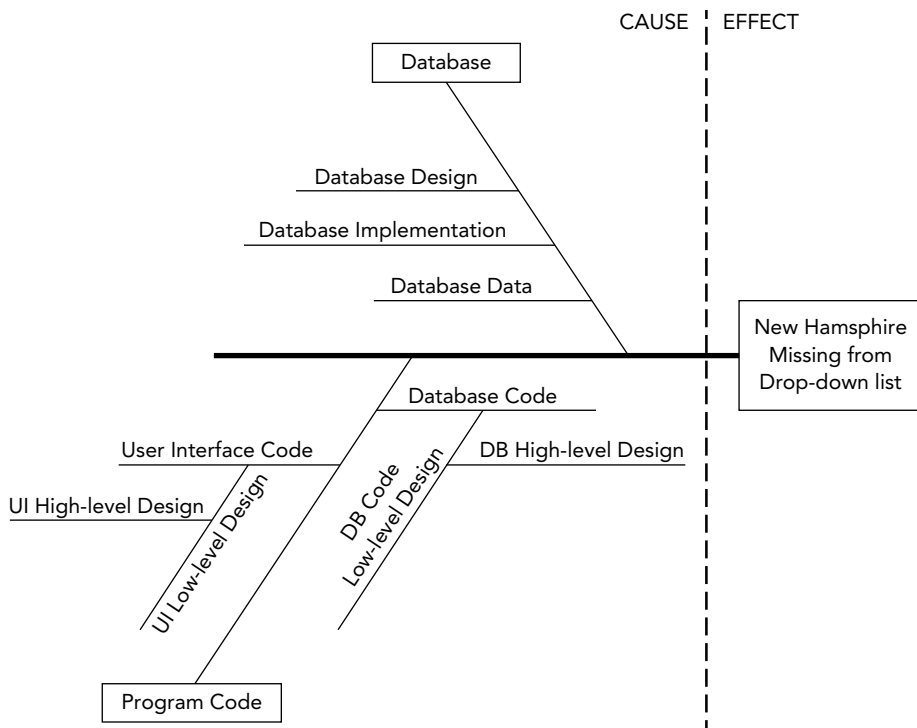 CAUSE
EFFECT
Database
Database Design
Database Implementation
Database Data
New Hamsphire
Missing from
Drop-down list
Database Code
User Interface Code
DB High-level Design
DB Code
Low-level Design
UI High-level Design
UI Low-level Design
Program Code